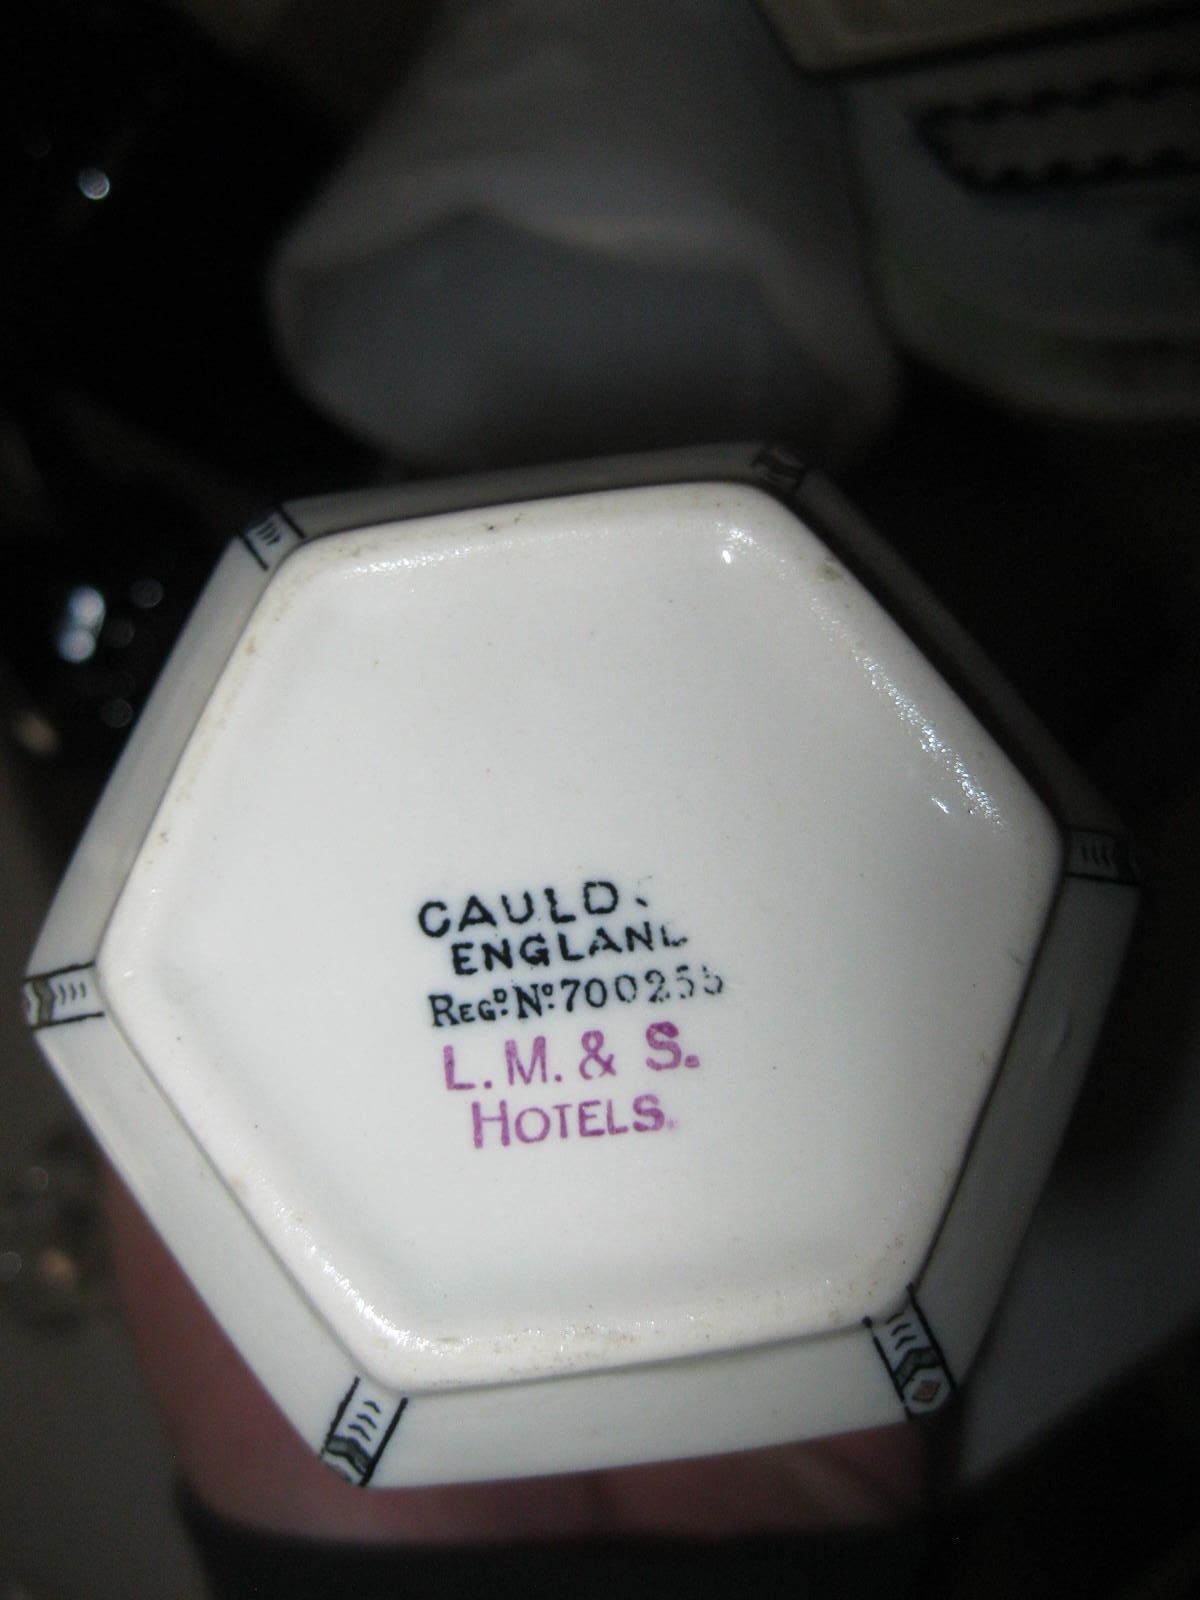 CAULD
ENGLAND
REGD. No. 700255
L. M. & S.
HOTELS.